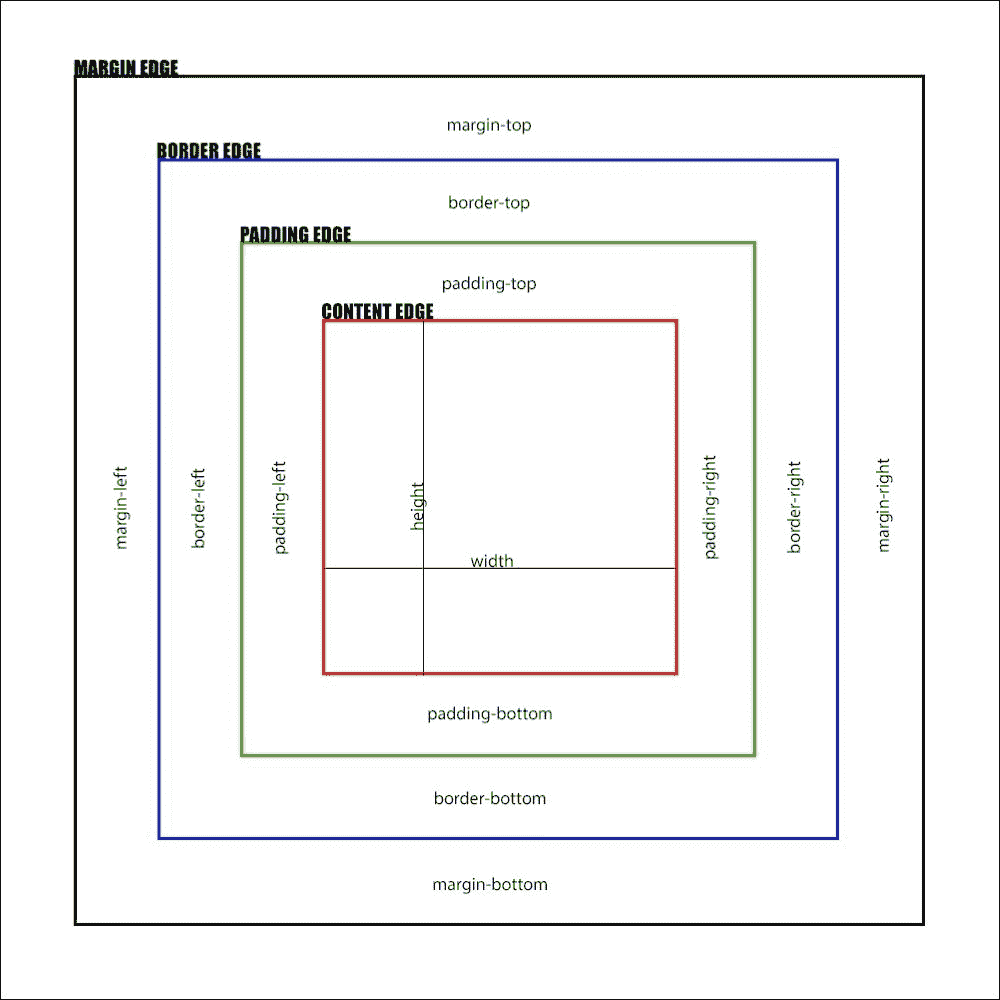 MARGIN EDGE
margin-top
BORDER EDGE
border-top
PADDING EDGE
padding-top
CONTENT EDGE
margin-left
border-left
padding-left
height
width
padding-right
border-right
margin-right
padding-bottom
border-bottom
margin-bottom